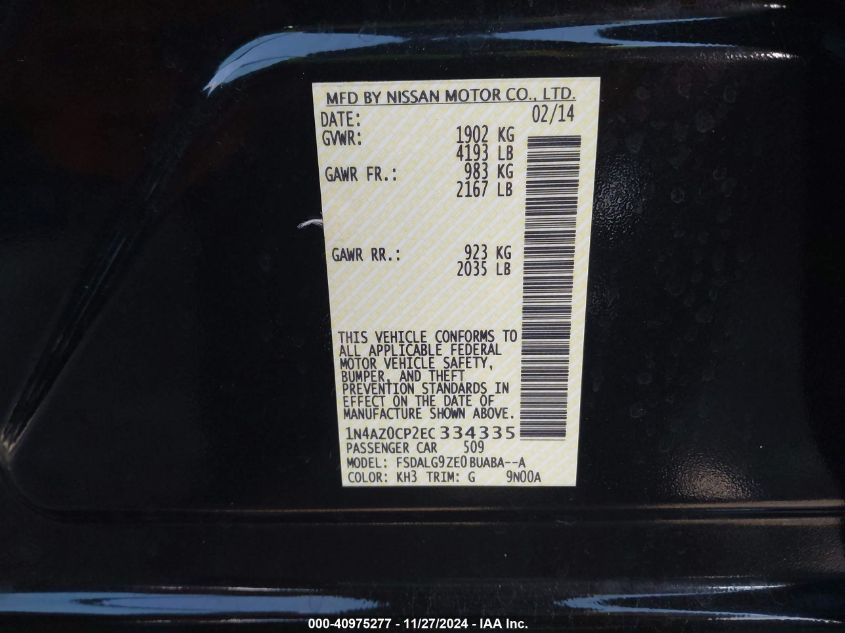 MFD BY NISSAN MOTOR CO., LTD.
DATE: 02/14
GVWR: 1902 KG
4193 LB
GAWR FR.: 983 KG
2167 LB
GAWR RR.: 923 KG
2035 LB
THIS VEHICLE CONFORMS TO
ALL APPLICABLE FEDERAL
MOTOR VEHICLE SAFETY,
BUMPER, AND THEFT
PREVENTION STANDARDS IN
EFFECT ON THE DATE OF
MANUFACTURE SHOWN ABOVE.
1N4AZ0CP2EC334335
PASSENGER CAR 509
MODEL: FSDALG9ZE0BUABA--A
COLOR: KH3 TRIM: G 9N00A
000-40975277 - 11/27/2024 - IAA Inc.